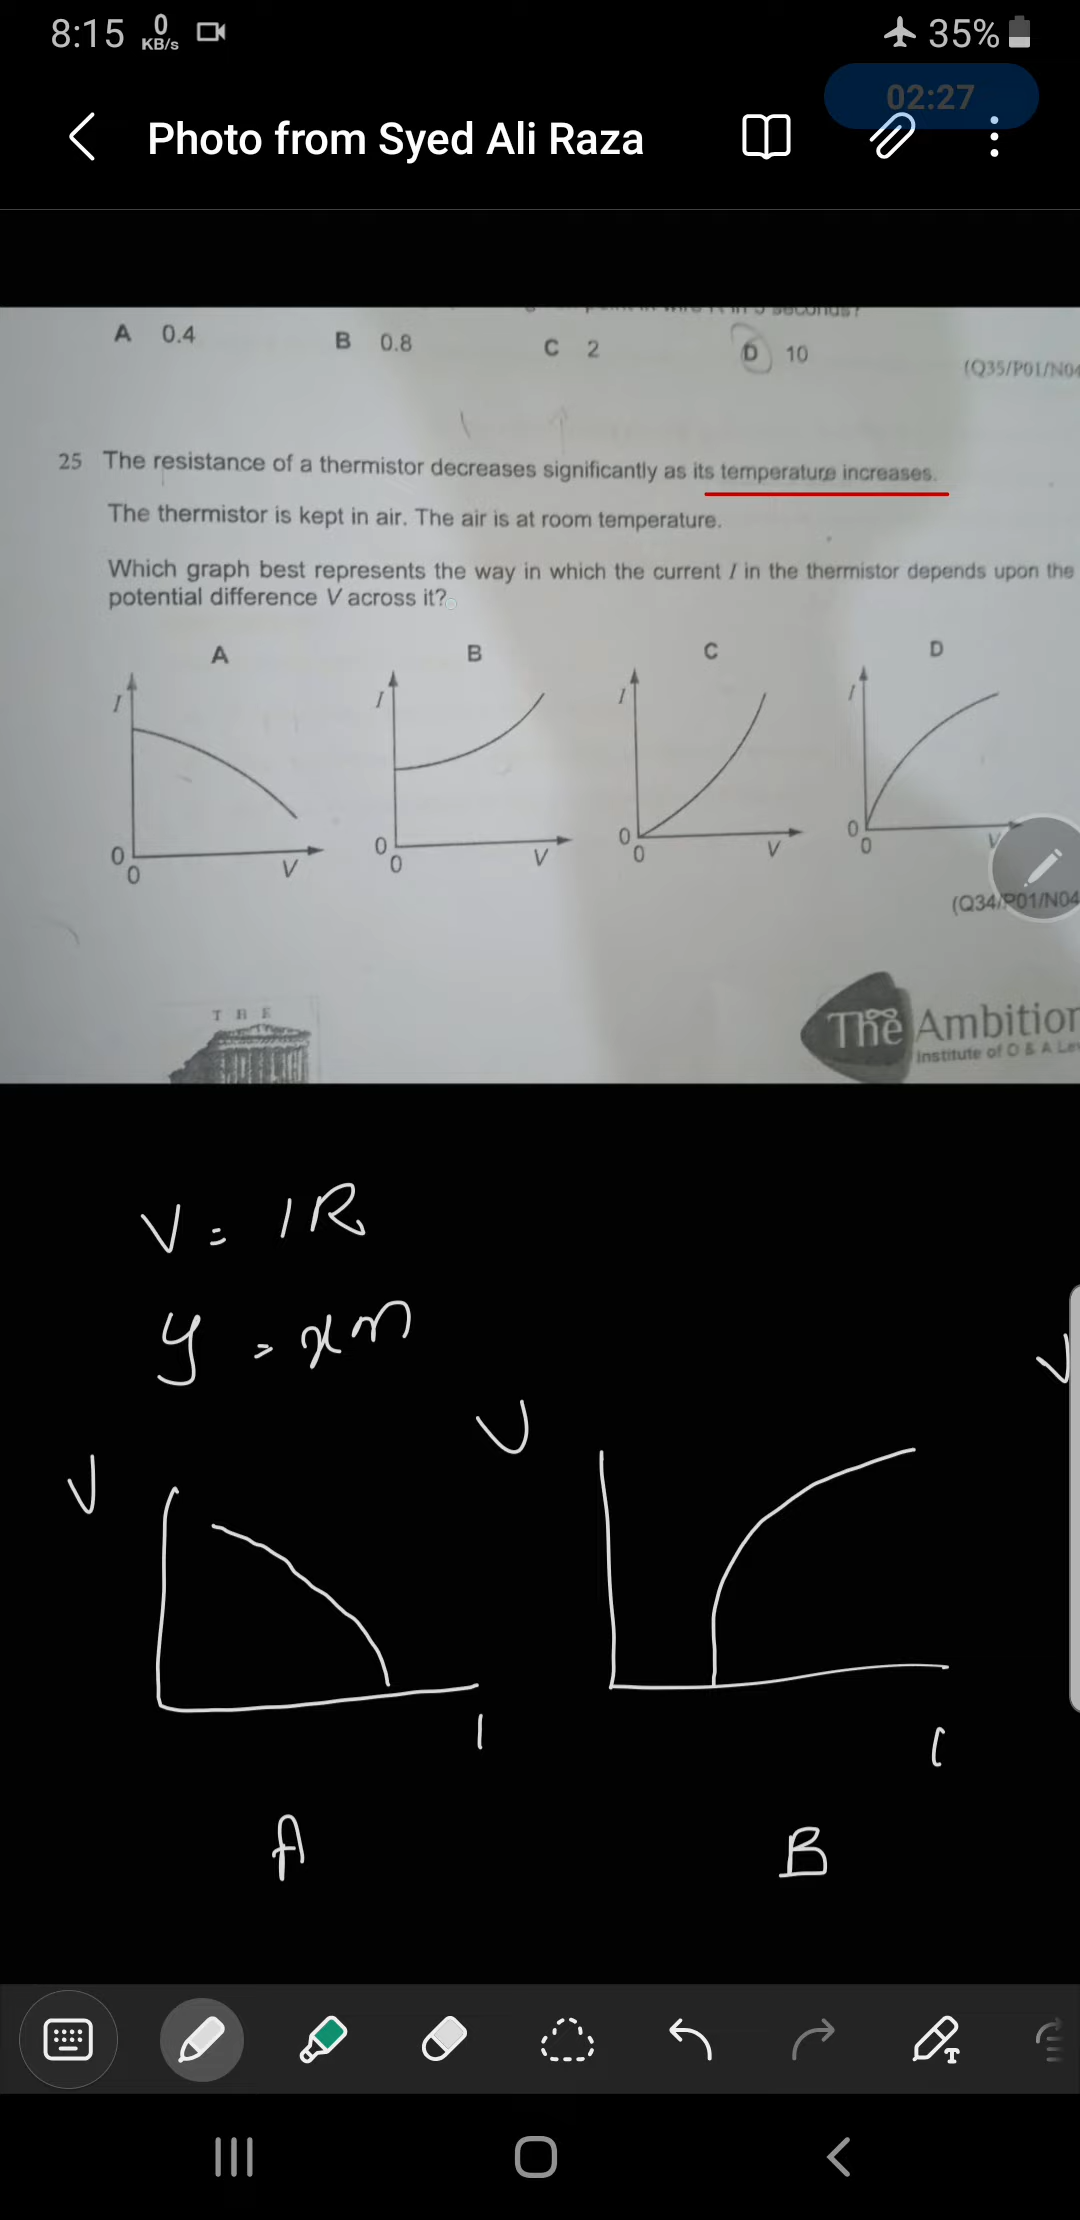 8:15 0 KB/s 35%
02:27
Photo from Syed Ali Raza
A 0.4 B 0.8 C 2 D 10
(Q35/P01/N04
25 The resistance of a thermistor decreases significantly as its temperature increases.
The thermistor is kept in air. The air is at room temperature.
Which graph best represents the way in which the current I in the thermistor depends upon the
potential difference V across it?
A B C D
I I I I
0 0 0 0
0 V 0 V 0 V 0 V
(Q34/P01/N04
THE
The Ambition
Institute of O & A Le
V = IR
y = xm
V V V
I I
A B
T